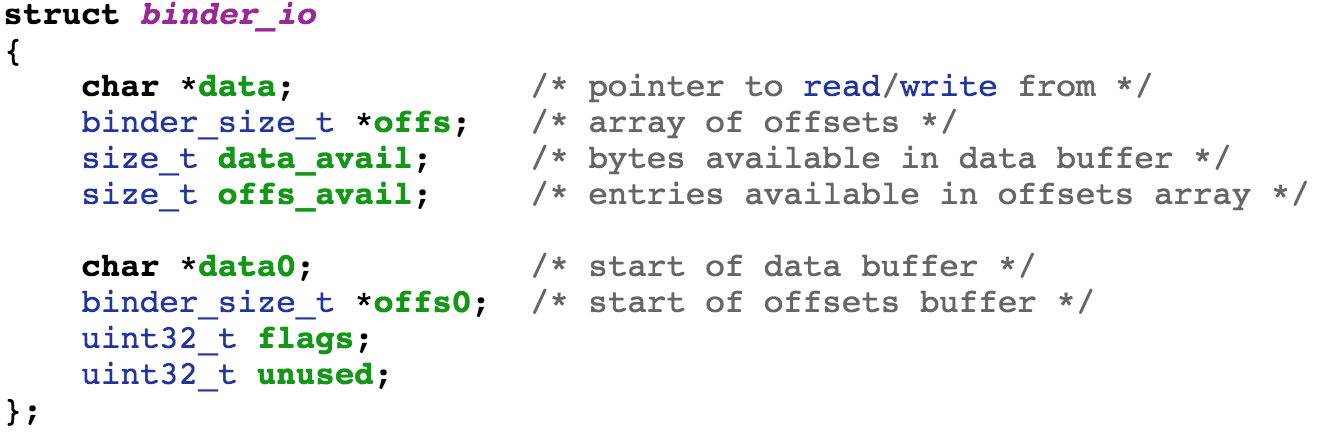 struct binder_io
{
    char *data;            /* pointer to read/write from */
    binder_size_t *offs;   /* array of offsets */
    size_t data_avail;     /* bytes available in data buffer */
    size_t offs_avail;     /* entries available in offsets array */

    char *data0;           /* start of data buffer */
    binder_size_t *offs0;  /* start of offsets buffer */
    uint32_t flags;
    uint32_t unused;
};